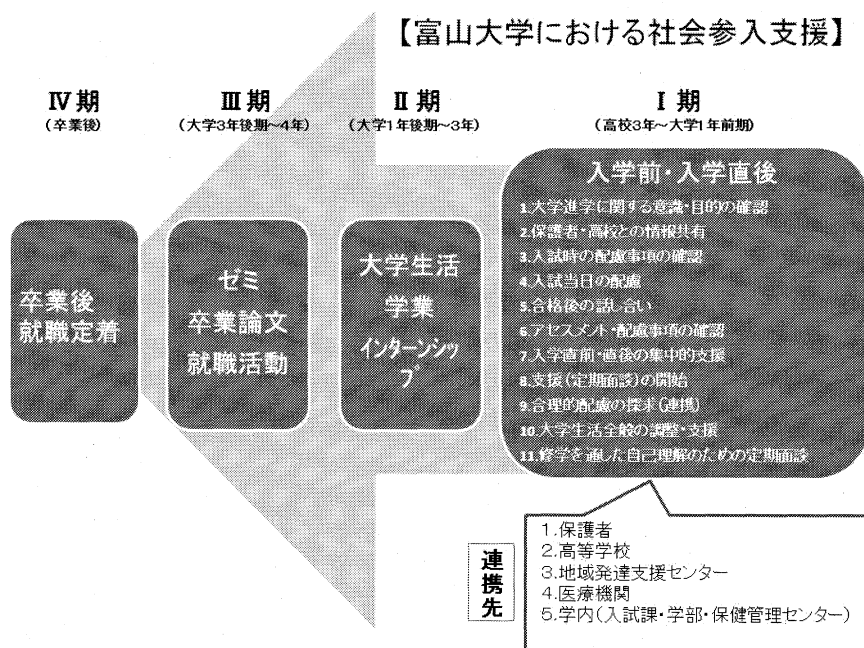 【富山大学における社会参入支援】
Ⅳ期
(卒業後)
Ⅲ期
(大学3年後期~4年)
Ⅱ期
(大学1年後期~3年)
Ⅰ期
(高校3年~大学1年前期)
卒業後
就職定着
ゼミ
卒業論文
就職活動
大学生活
学業
インターンシッ
プ
入学前・入学直後
1.大学進学に関する意識・目的の確認
2.保護者・高校との情報共有
3.入試時の配慮事項の確認
4.入試当日の配慮
5.合格後の話し合い
6.アセスメント・配慮事項の確認
7.入学直前・直後の集中的支援
8.支援(定期面談)の開始
9.合理的配慮の探求(連携)
10.大学生活全般の調整・支援
11.修学を通した自己理解のための定期面談
連携先
1.保護者
2.高等学校
3.地域発達支援センター
4.医療機関
5.学内(入試課・学部・保健管理センター)